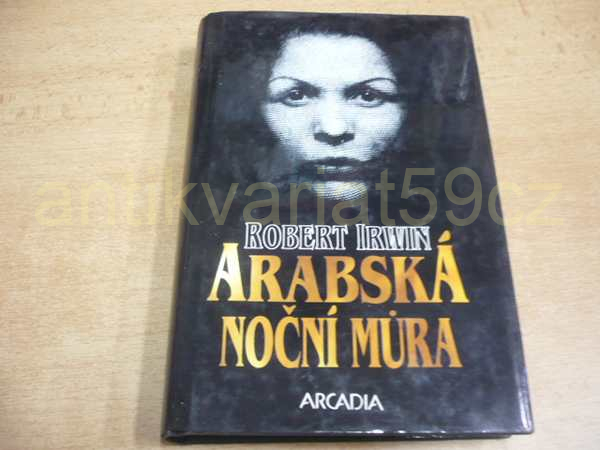 antikvariat59cz
ROBERT IRWIN
ARABSKÁ
NOČNÍ MŮRA
ARCADIA